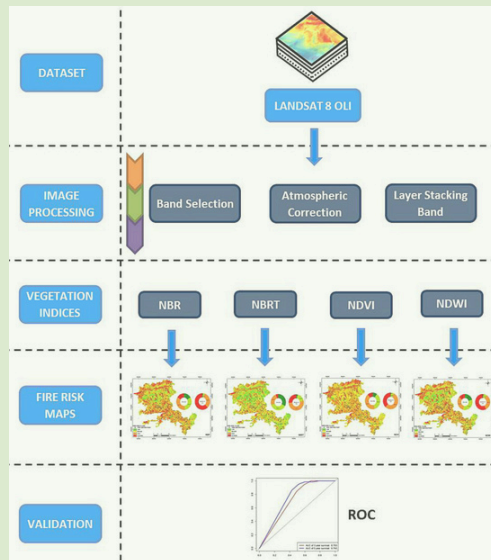 DATASET
LANDSAT 8 OLI
IMAGE
PROCESSING
Band Selection
Atmospheric
Correction
Layer Stacking
Band
VEGETATION
INDICES
NBR
NBRT
NDVI
NDWI
FIRE RISK
MAPS
VALIDATION
ROC